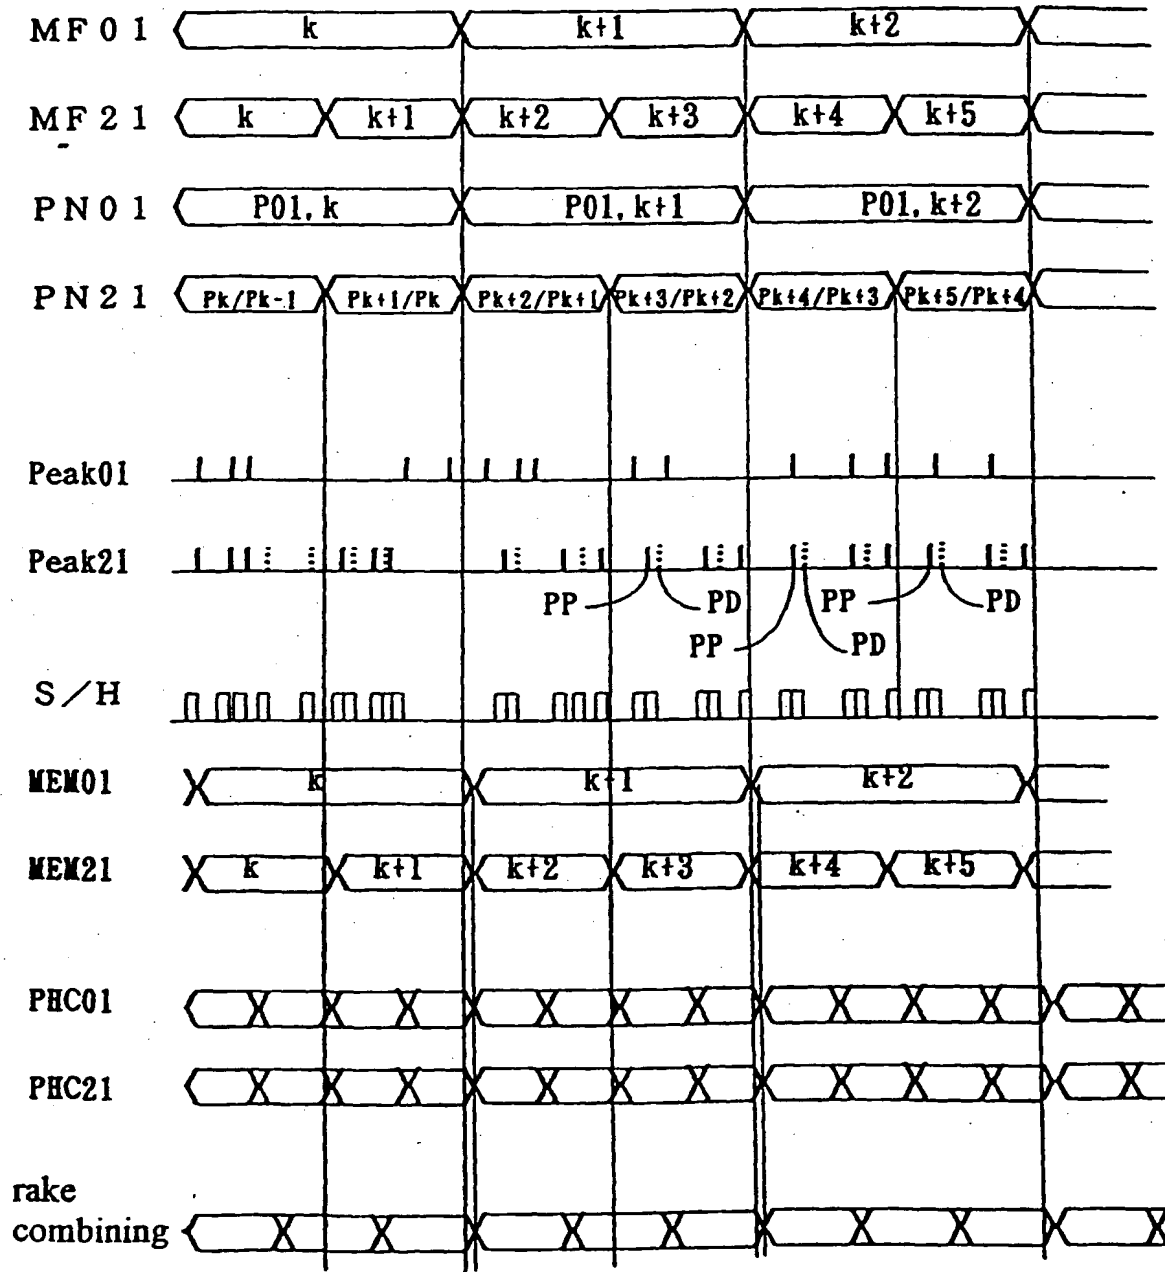 MF01 k k+1 k+2
MF21 k k+1 k+2 k+3 k+4 k+5
PN01 P01, k P01, k+1 P01, k+2
PN21 Pk/Pk-1 Pk+1/Pk Pk+2/Pk+1 Pk+3/Pk+2 Pk+4/Pk+3 Pk+5/Pk+4
Peak01
Peak21
PP PD PP PD
PP PD
S/H
MEM01 k k+1 k+2
MEM21 k k+1 k+2 k+3 k+4 k+5
PHC01
PHC21
rake
combining